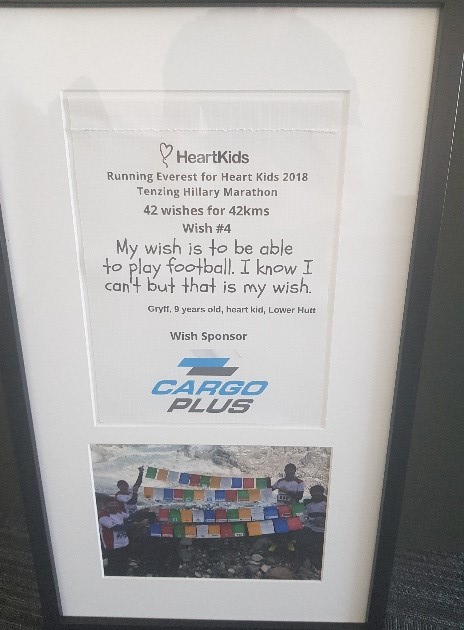 HeartKids
Running Everest for Heart Kids 2018
Tenzing Hillary Marathon
42 wishes for 42kms
Wish #4
My wish is to be able
to play football. I know I
can't but that is my wish.
Gryff, 9 years old, heart kid, Lower Hutt
Wish Sponsor
CARGO
PLUS